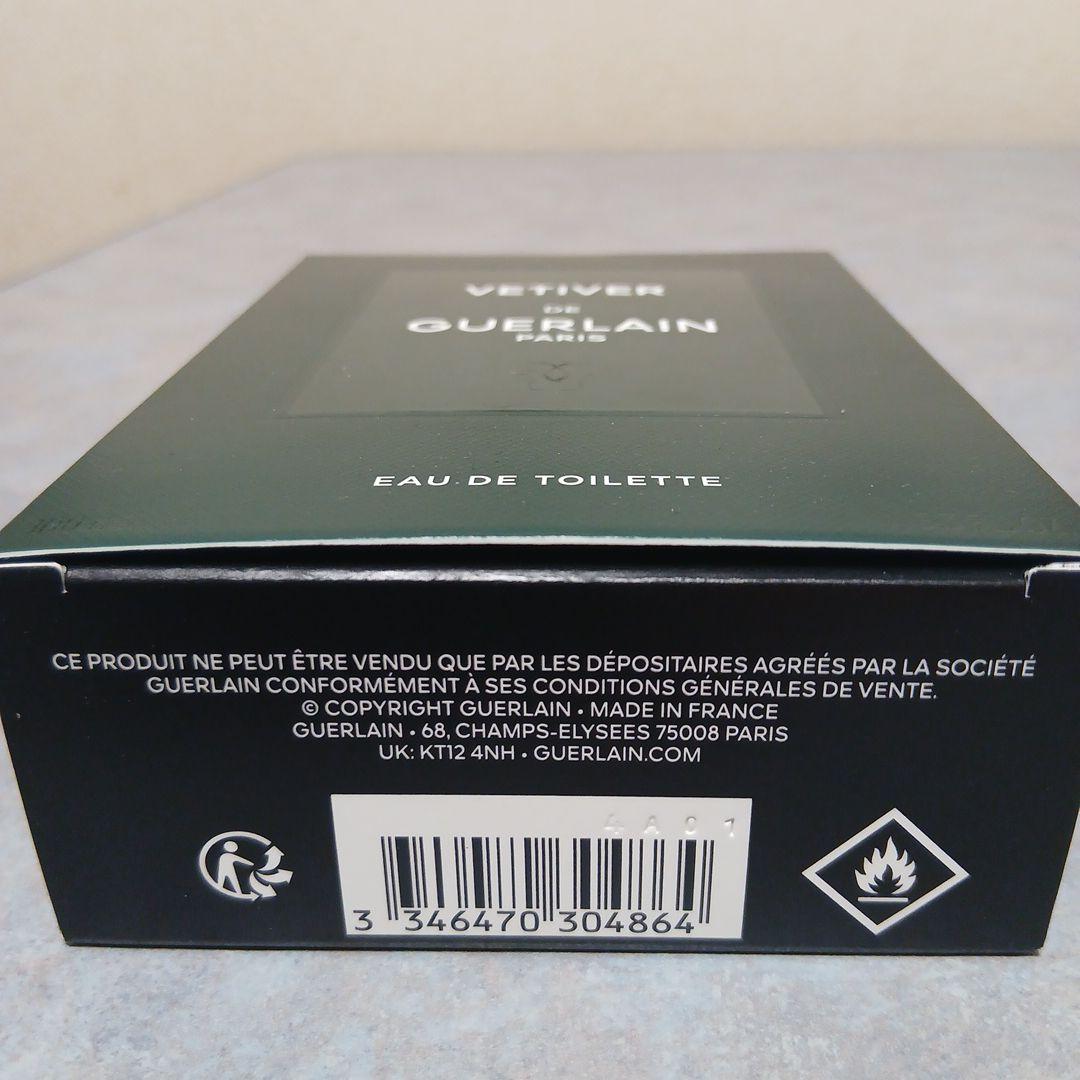 VETIVER
DE
GUERLAIN
PARIS
EAU DE TOILETTE
CE PRODUIT NE PEUT ÊTRE VENDU QUE PAR LES DÉPOSITAIRES AGRÉÉS PAR LA SOCIÉTÉ
GUERLAIN CONFORMÉMENT À SES CONDITIONS GÉNÉRALES DE VENTE.
© COPYRIGHT GUERLAIN • MADE IN FRANCE
GUERLAIN • 68, CHAMPS-ELYSEES 75008 PARIS
UK: KT12 4NH • GUERLAIN.COM
4A01
3 346470 304864